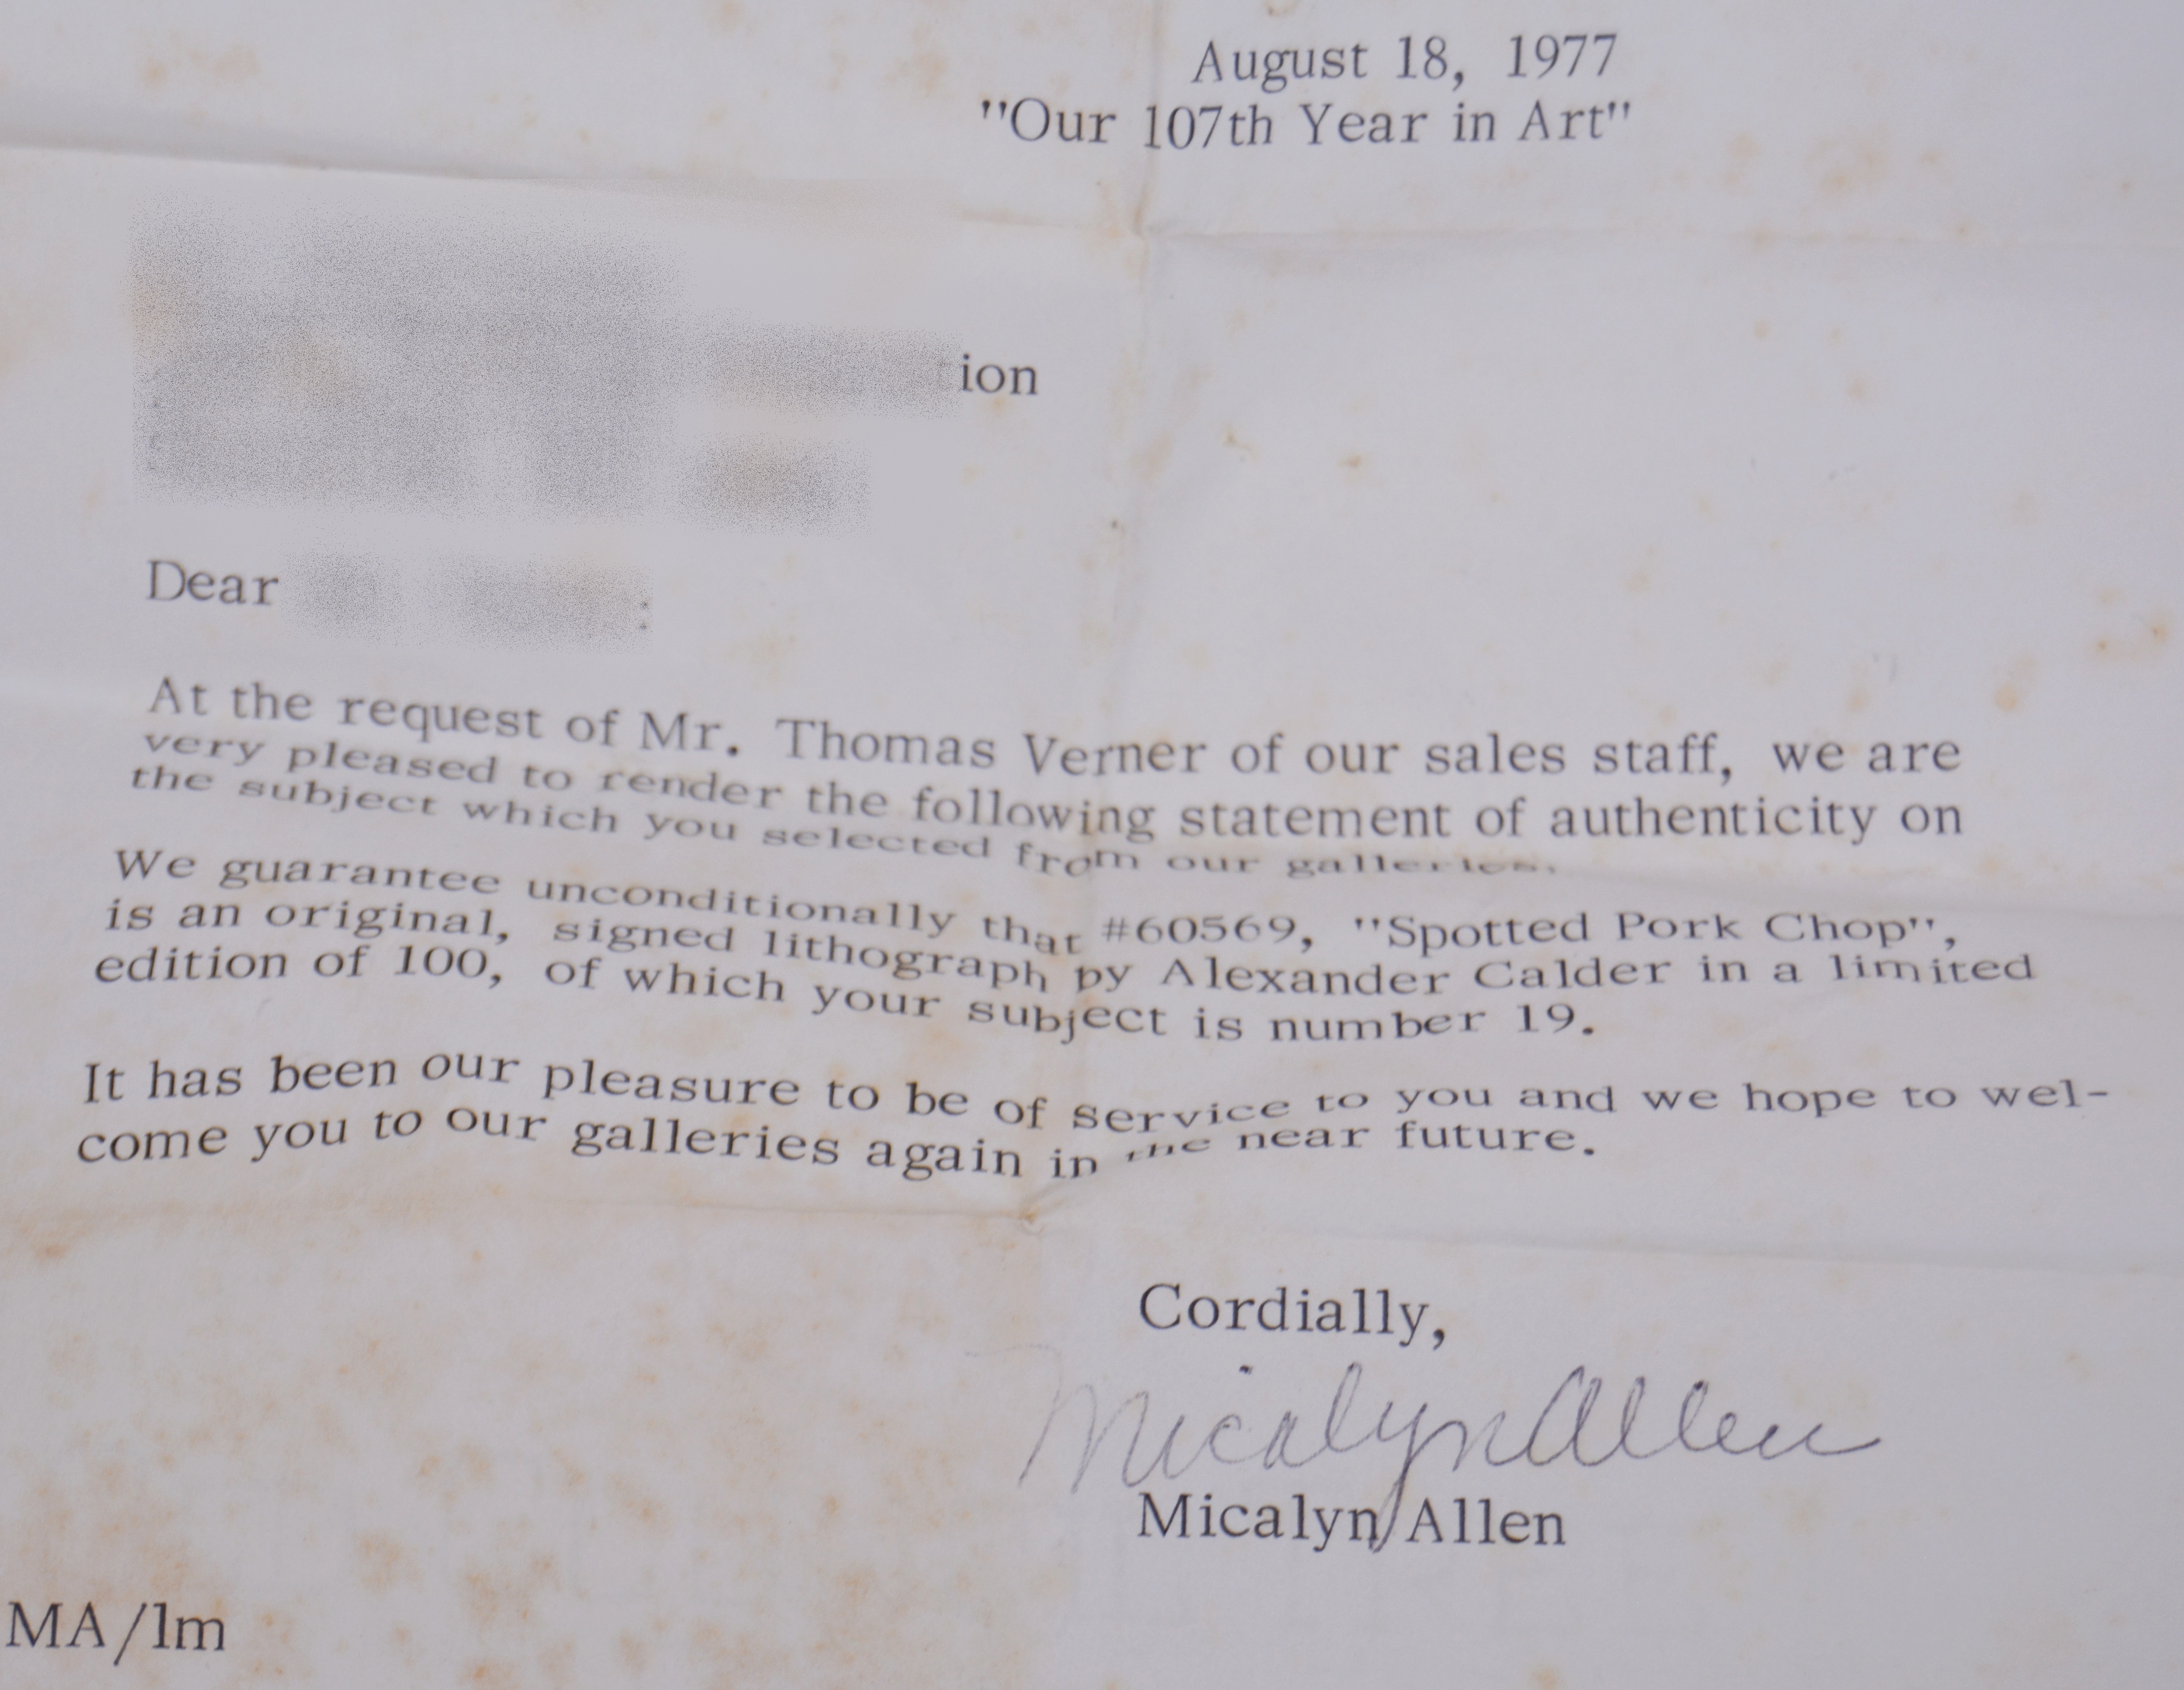 August 18, 1977
"Our 107th Year in Art"
ion
Dear :
At the request of Mr. Thomas Verner of our sales staff, we are
very pleased to render the following statement of authenticity on
the subject which you selected from our galleries.
We guarantee unconditionally that #60569, "Spotted Pork Chop",
is an original, signed lithograph by Alexander Calder in a limited
edition of 100, of which your subject is number 19.
It has been our pleasure to be of service to you and we hope to wel-
come you to our galleries again in the near future.
Cordially,
Micalyn Allen
Micalyn Allen
MA/lm